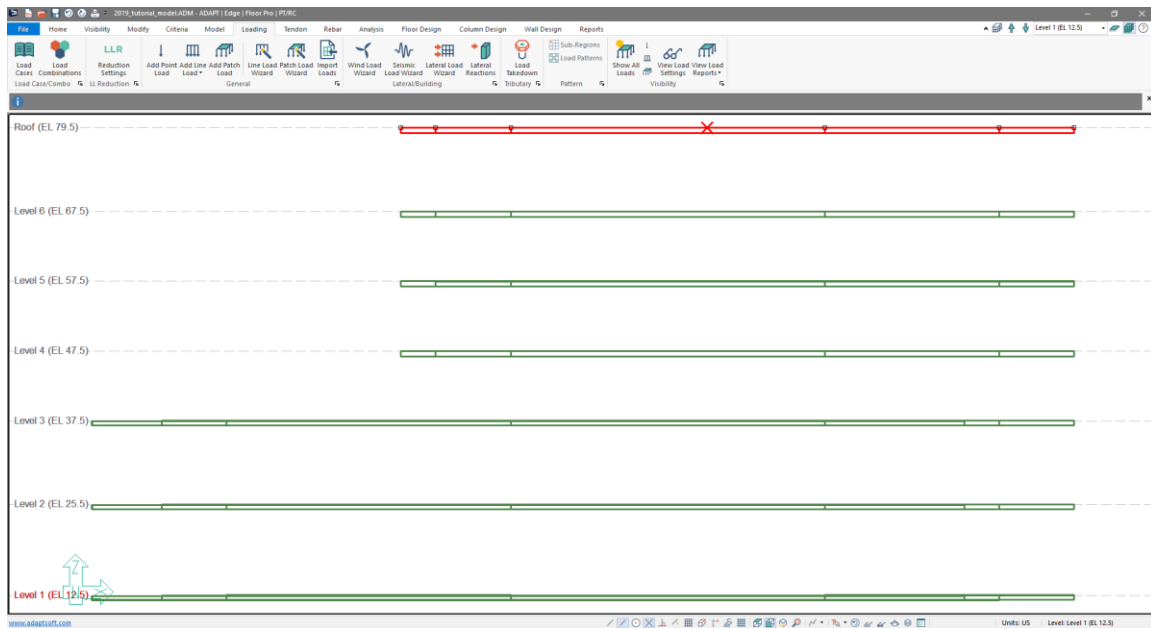 2019_tutorial_model.ADM - ADAPT | Edge | Floor Pro | PT/RC
File Home Visibility Modify Criteria Model Loading Tendon Rebar Analysis Floor Design Column Design Wall Design Reports Level 1 (EL 12.5)
Load Cases
Load Combinations
LLR
Reduction Settings
Add Point Load
Add Line Load
Add Patch Load
Line Load Wizard
Patch Load Wizard
Import Loads
Wind Load Wizard
Seismic Load Wizard
Lateral Load Wizard
Lateral Reactions
Load Takedown
Sub-Regions
Load Patterns
Show All Loads
View Load Settings
View Load Reports
Load Case/Combo LL Reduction General Lateral/Building Tributary Pattern Visibility
Roof (EL 79.5)
Level 6 (EL 67.5)
Level 5 (EL 57.5)
Level 4 (EL 47.5)
Level 3 (EL 37.5)
Level 2 (EL 25.5)
Z
X
Level 1 (EL 12.5)
www.adaptsoft.com Units: US Level: Level 1 (EL 12.5)